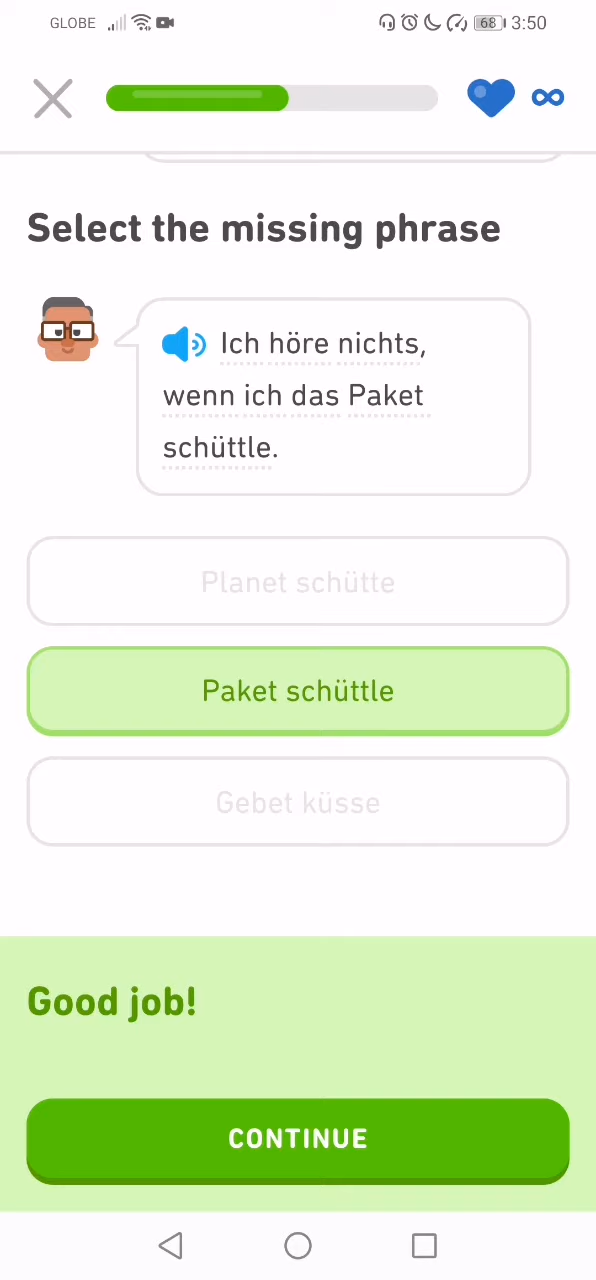 GLOBE 68 3:50
Select the missing phrase
Ich höre nichts,
wenn ich das Paket
schüttle.
Planet schütte
Paket schüttle
Gebet küsse
Good job!
CONTINUE